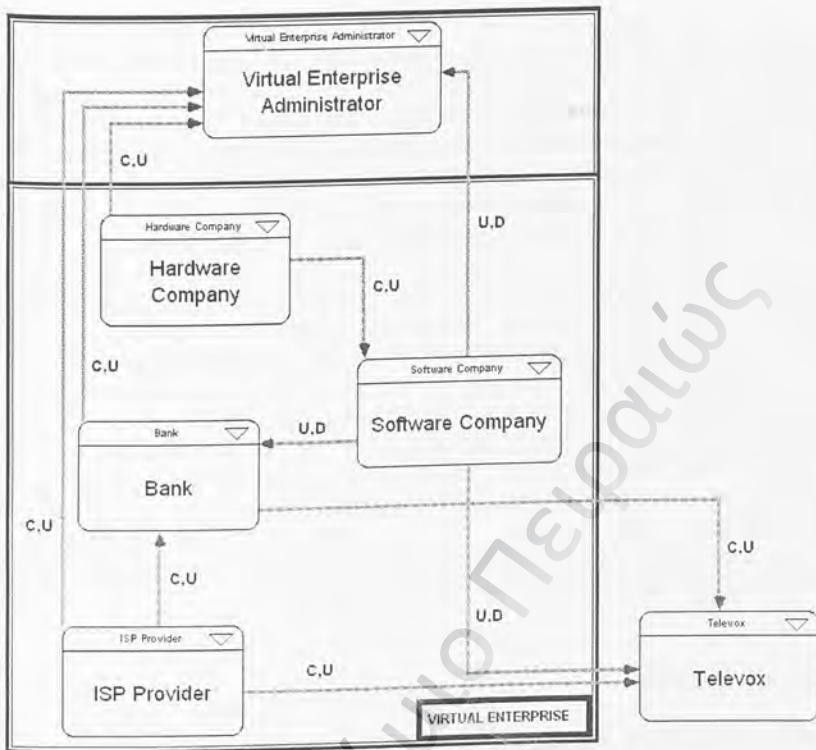 Virtual Enterprise Administrator
Virtual Enterprise
Administrator
C,U
U,D
Hardware Company
Hardware
Company
C,U
C,U
Software Company
Software Company
U,D
Bank
Bank
C,U
C,U
C,U
U,D
ISP Provider
ISP Provider
C,U
Televox
Televox
VIRTUAL ENTERPRISE
Πειραιώς